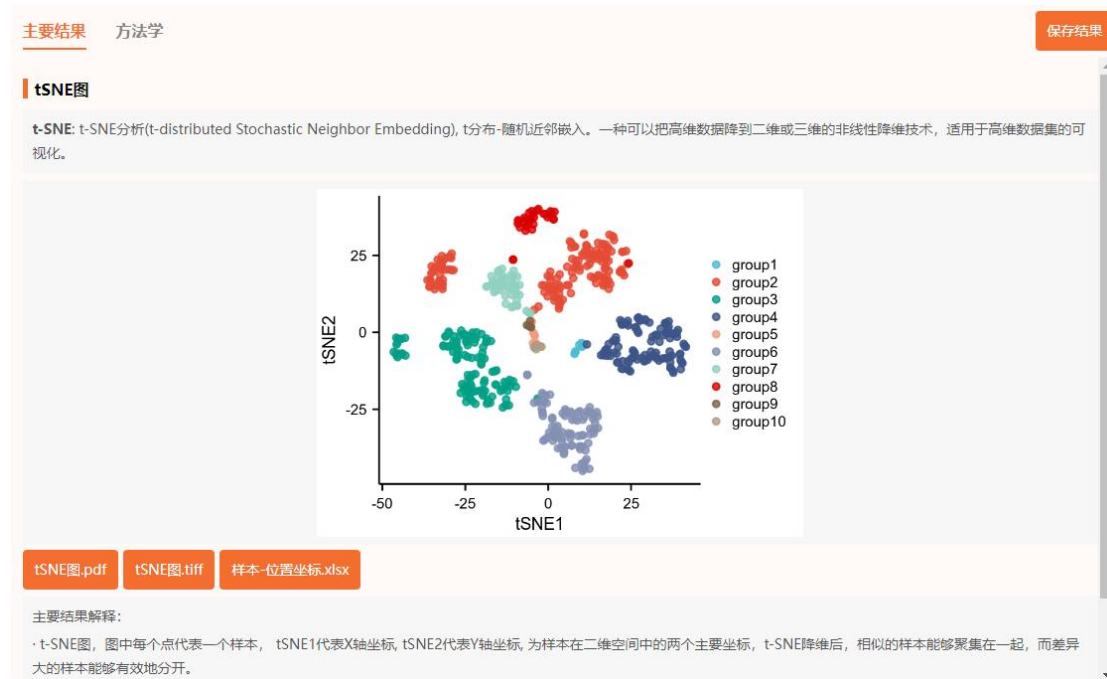 主要结果 方法学 保存结果
tSNE图
t-SNE: t-SNE分析(t-distributed Stochastic Neighbor Embedding), t分布-随机近邻嵌入。一种可以把高维数据降到二维或三维的非线性降维技术，适用于高维数据集的可
视化。
25
0
-25
-50 -25 0 25
tSNE1
tSNE2
group1
group2
group3
group4
group5
group6
group7
group8
group9
group10
tSNE图.pdf tSNE图.tiff 样本-位置坐标.xlsx
主要结果解释：
· t-SNE图，图中每个点代表一个样本， tSNE1代表X轴坐标, tSNE2代表Y轴坐标, 为样本在二维空间中的两个主要坐标，t-SNE降维后，相似的样本能够聚集在一起，而差异
大的样本能够有效地分开。